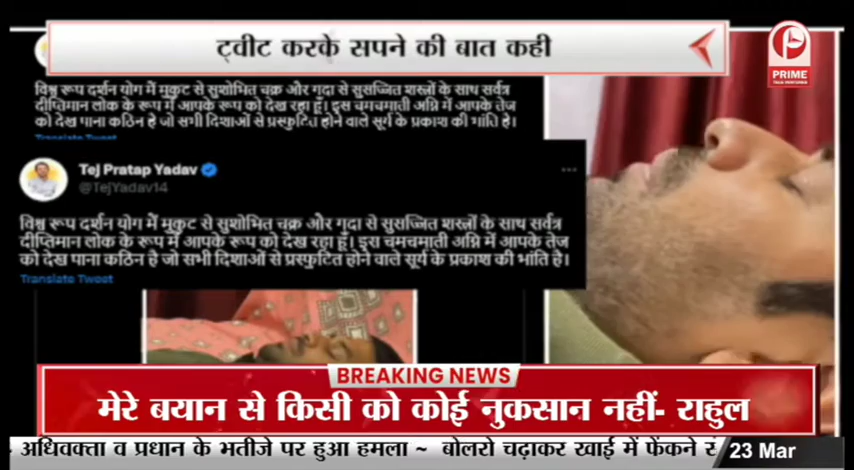 ट्वीट करके सपने की बात कही
PRIME
TALK PRIMENEWS
विश्व रूप दर्शन योग में मुकुट से सुशोभित चक्र और गदा से सुसज्जित शस्त्रों के साथ सर्वत्र
दीप्तिमान लोक के रूप में आपके रूप को देख रहा हूँ। इस चमचमाती अग्नि में आपके तेज
को देख पाना कठिन है जो सभी दिशाओं से प्रस्फुटित होने वाले सूर्य के प्रकाश की भांति है।
Translate Tweet
Tej Pratap Yadav
@TejYadav14
विश्व रूप दर्शन योग में मुकुट से सुशोभित चक्र और गदा से सुसज्जित शस्त्रों के साथ सर्वत्र
दीप्तिमान लोक के रूप में आपके रूप को देख रहा हूँ। इस चमचमाती अग्नि में आपके तेज
को देख पाना कठिन है जो सभी दिशाओं से प्रस्फुटित होने वाले सूर्य के प्रकाश की भांति है।
Translate Tweet
BREAKING NEWS
मेरे बयान से किसी को कोई नुकसान नहीं- राहुल
अधिवक्ता व प्रधान के भतीजे पर हुआ हमला ~ बोलरो चढ़ाकर खाई में फेंकने
23 Mar